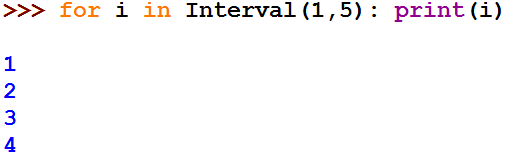 >>> for i in Interval(1,5): print(i)
1
2
3
4